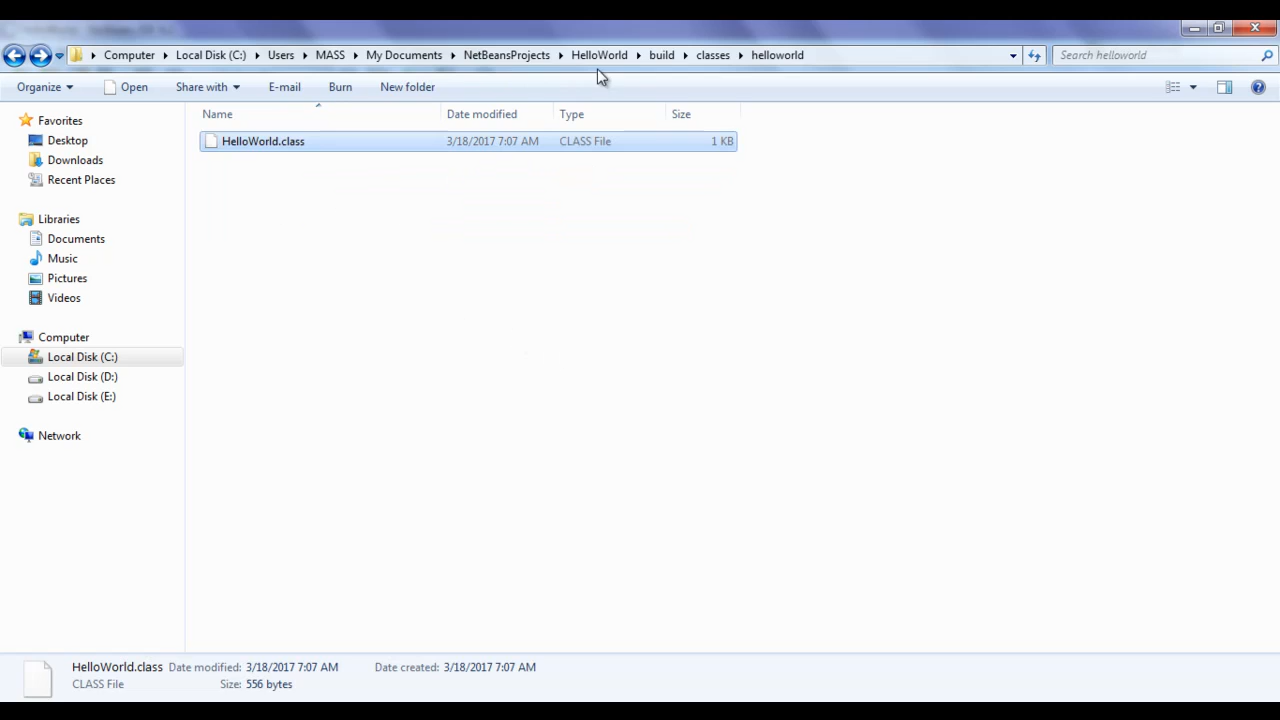 Computer Local Disk (C:) Users MASS My Documents NetBeansProjects HelloWorld build classes helloworld Search helloworld
Organize Open Share with E-mail Burn New folder
Name Date modified Type Size
HelloWorld.class 3/18/2017 7:07 AM CLASS File 1 KB
Favorites
Desktop
Downloads
Recent Places
Libraries
Documents
Music
Pictures
Videos
Computer
Local Disk (C:)
Local Disk (D:)
Local Disk (E:)
Network
HelloWorld.class Date modified: 3/18/2017 7:07 AM Date created: 3/18/2017 7:07 AM
CLASS File Size: 556 bytes